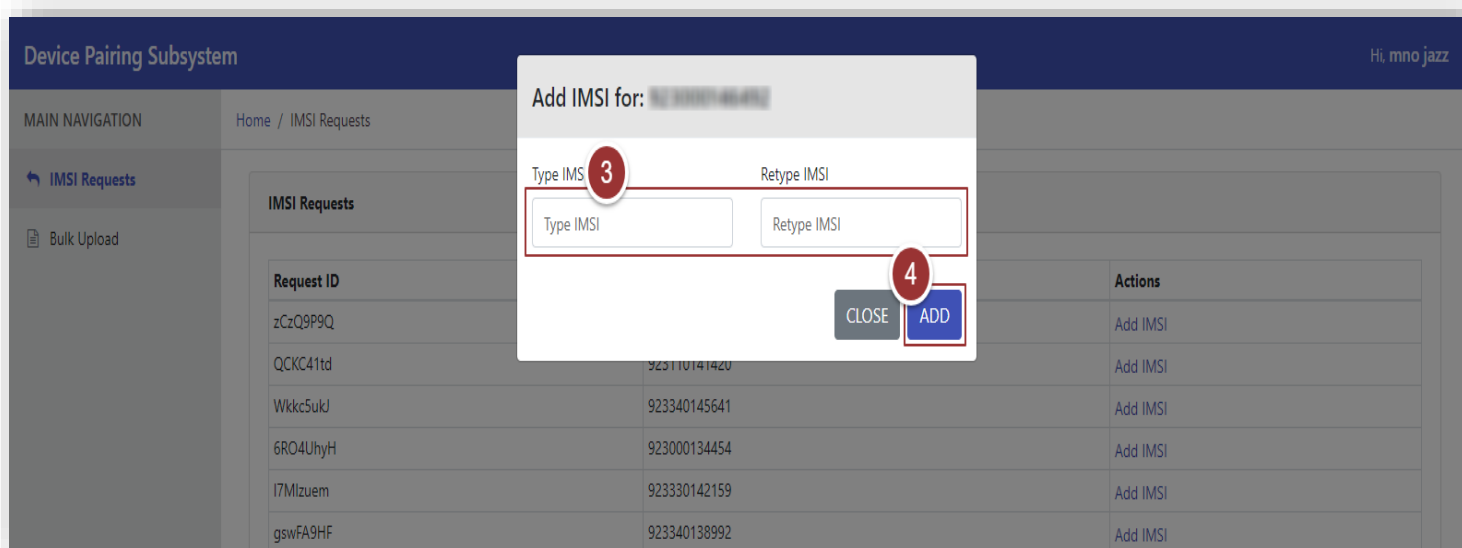 Device Pairing Subsystem
Hi, mno jazz
MAIN NAVIGATION
IMSI Requests
Bulk Upload
Home / IMSI Requests
IMSI Requests
Request ID
Actions
zCzQ9P9Q
Add IMSI
QCKC41td 923110141420 Add IMSI
Wkkc5ukJ 923340145641 Add IMSI
6RO4UhyH 923000134454 Add IMSI
I7MIzuem 923330142159 Add IMSI
gswFA9HF 923340138992 Add IMSI
Add IMSI for:
Type IMS
3
Retype IMSI
Type IMSI
Retype IMSI
4
CLOSE
ADD